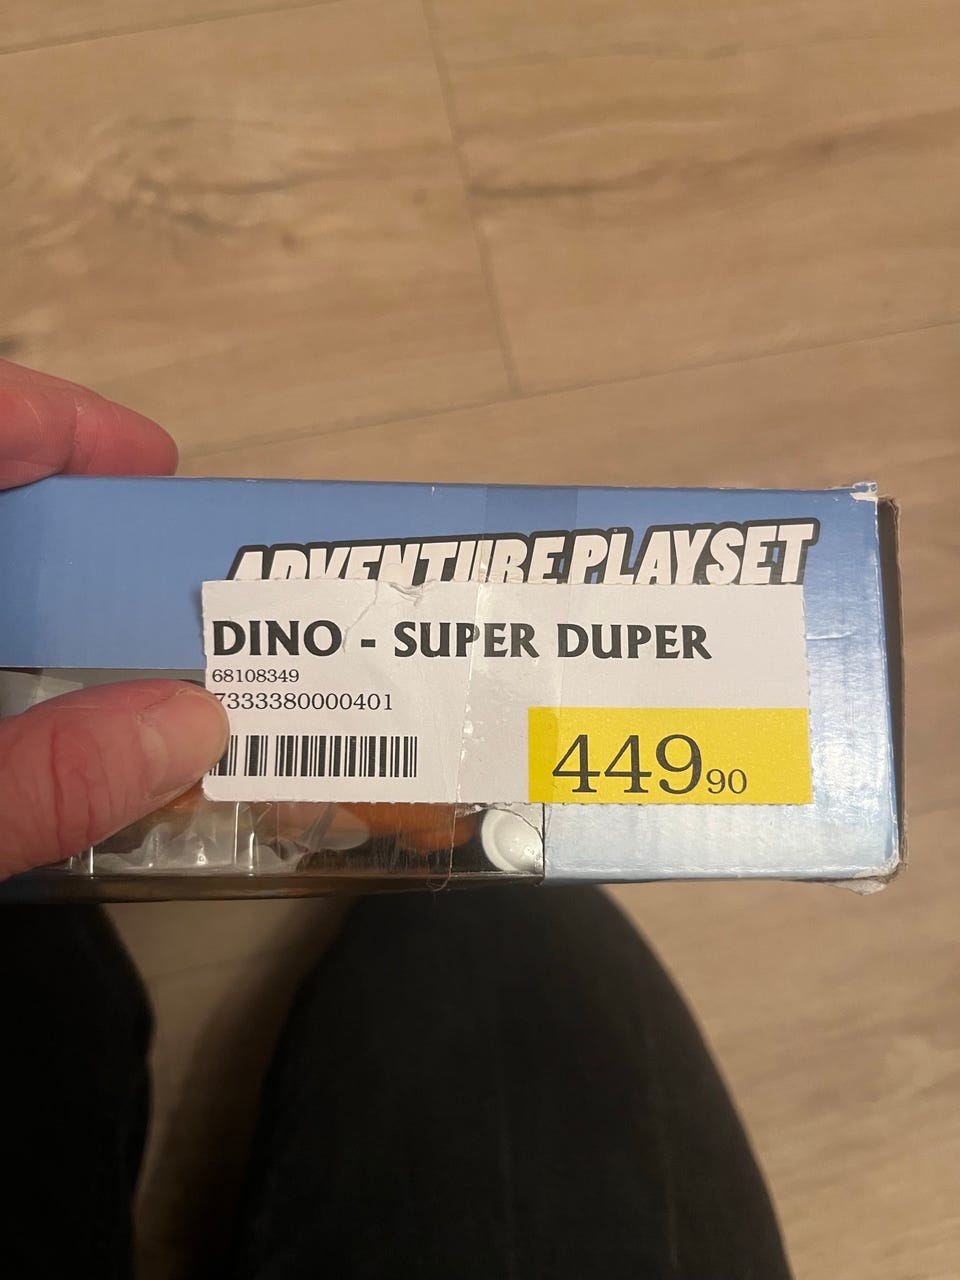 ADVENTURE PLAYSET
DINO - SUPER DUPER
68108349
7333380000401
449 90